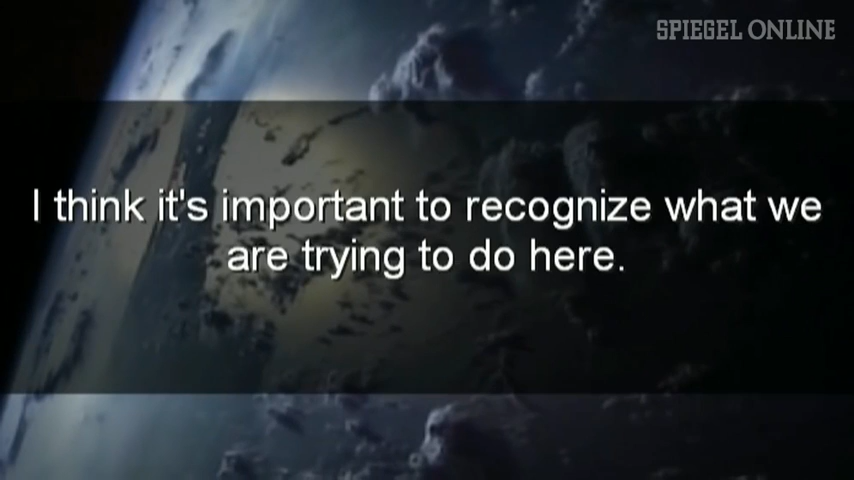 SPIEGEL ONLINE
I think it's important to recognize what we
are trying to do here.